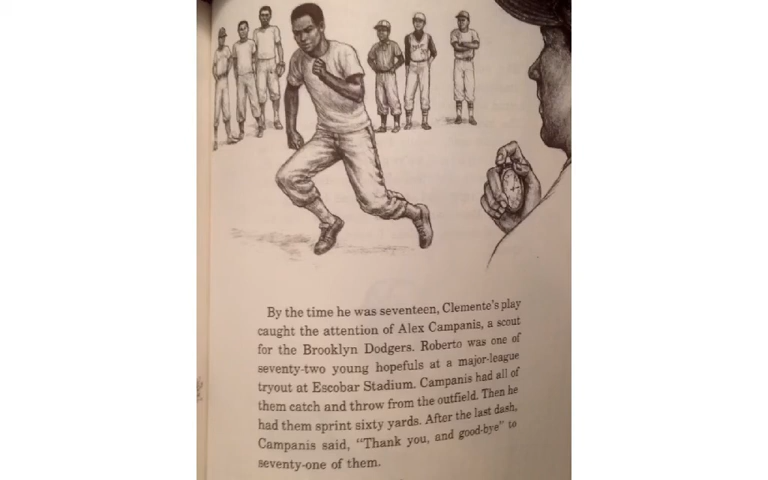 By the time he was seventeen, Clemente's play
caught the attention of Alex Campanis, a scout
for the Brooklyn Dodgers. Roberto was one of
seventy-two young hopefuls at a major-league
tryout at Escobar Stadium. Campanis had all of
them catch and throw from the outfield. Then he
had them sprint sixty yards. After the last dash,
Campanis said, "Thank you, and good-bye" to
seventy-one of them.